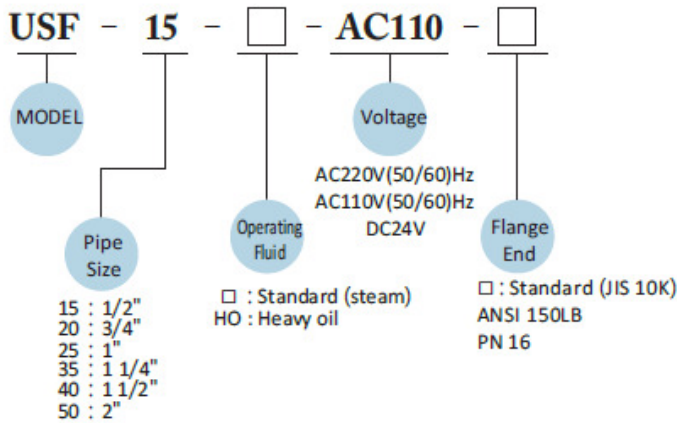 USF - 15 - □ - AC110 - □
MODEL
Voltage
AC220V(50/60)Hz
AC110V(50/60)Hz
DC24V
Pipe
Size
15 : 1/2"
20 : 3/4"
25 : 1"
35 : 1 1/4"
40 : 1 1/2"
50 : 2"
Operating
Fluid
□ : Standard (steam)
HO : Heavy oil
Flange
End
□ : Standard (JIS 10K)
ANSI 150LB
PN 16